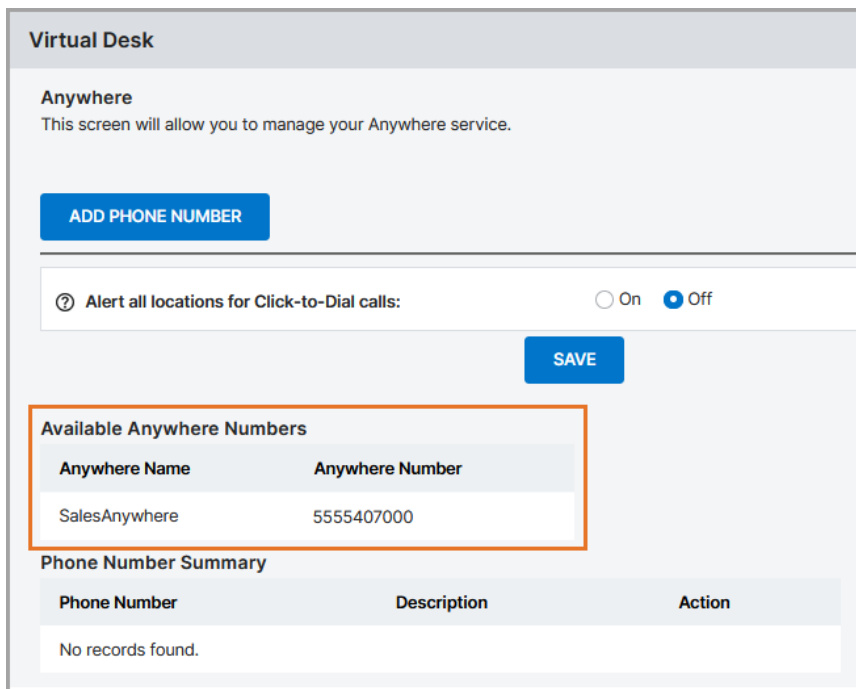 Virtual Desk
Anywhere
This screen will allow you to manage your Anywhere service.
ADD PHONE NUMBER
? Alert all locations for Click-to-Dial calls: On Off
SAVE
Available Anywhere Numbers
Anywhere Name Anywhere Number
SalesAnywhere 5555407000
Phone Number Summary
Phone Number Description Action
No records found.